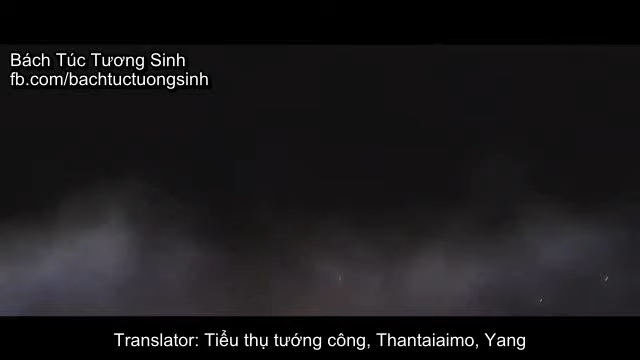 Bách Túc Tương Sinh
fb.com/bachtuctuongsinh
Translator: Tiểu thụ tướng công, Thantaiaimo, Yang